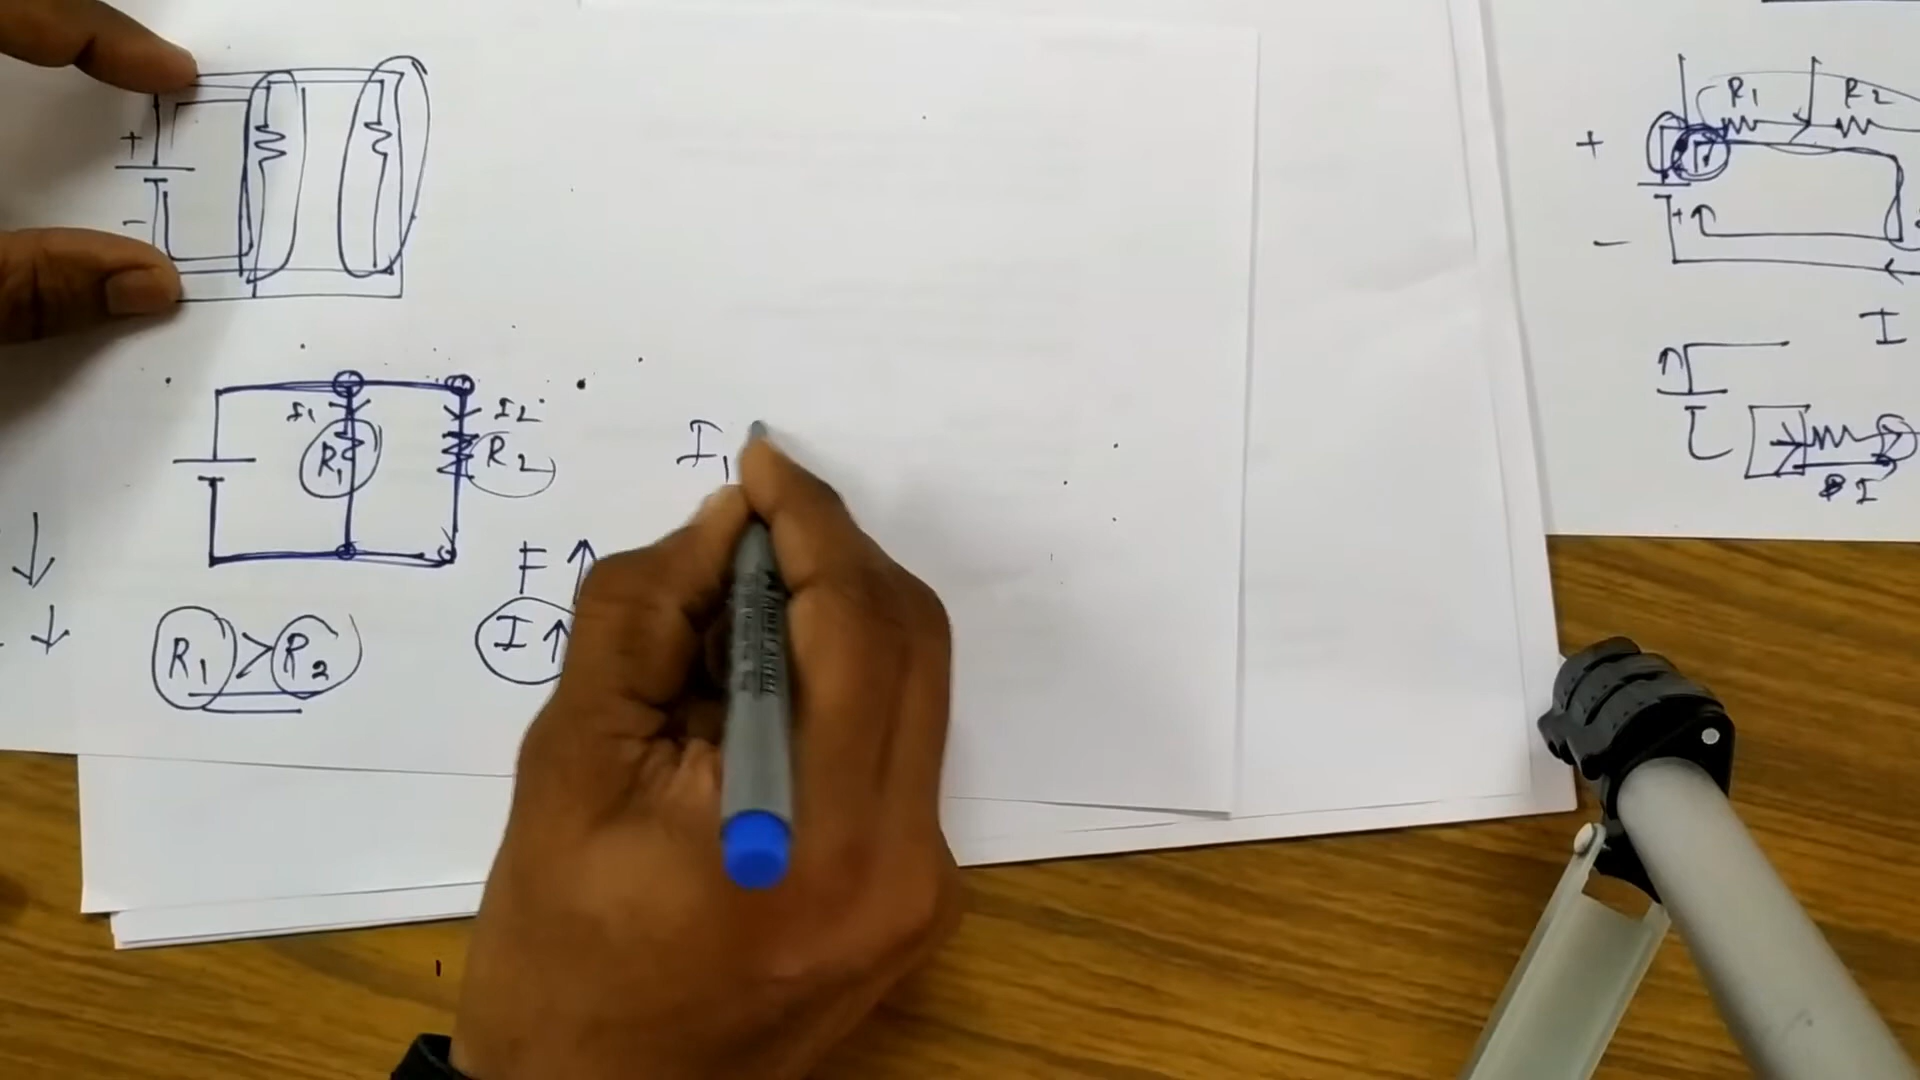 +
-
I1 I2
R1 R2
R1 > R2
F ↑
I ↑
I1
↓
↓
R1 R2
+
+
-
I
↑
I